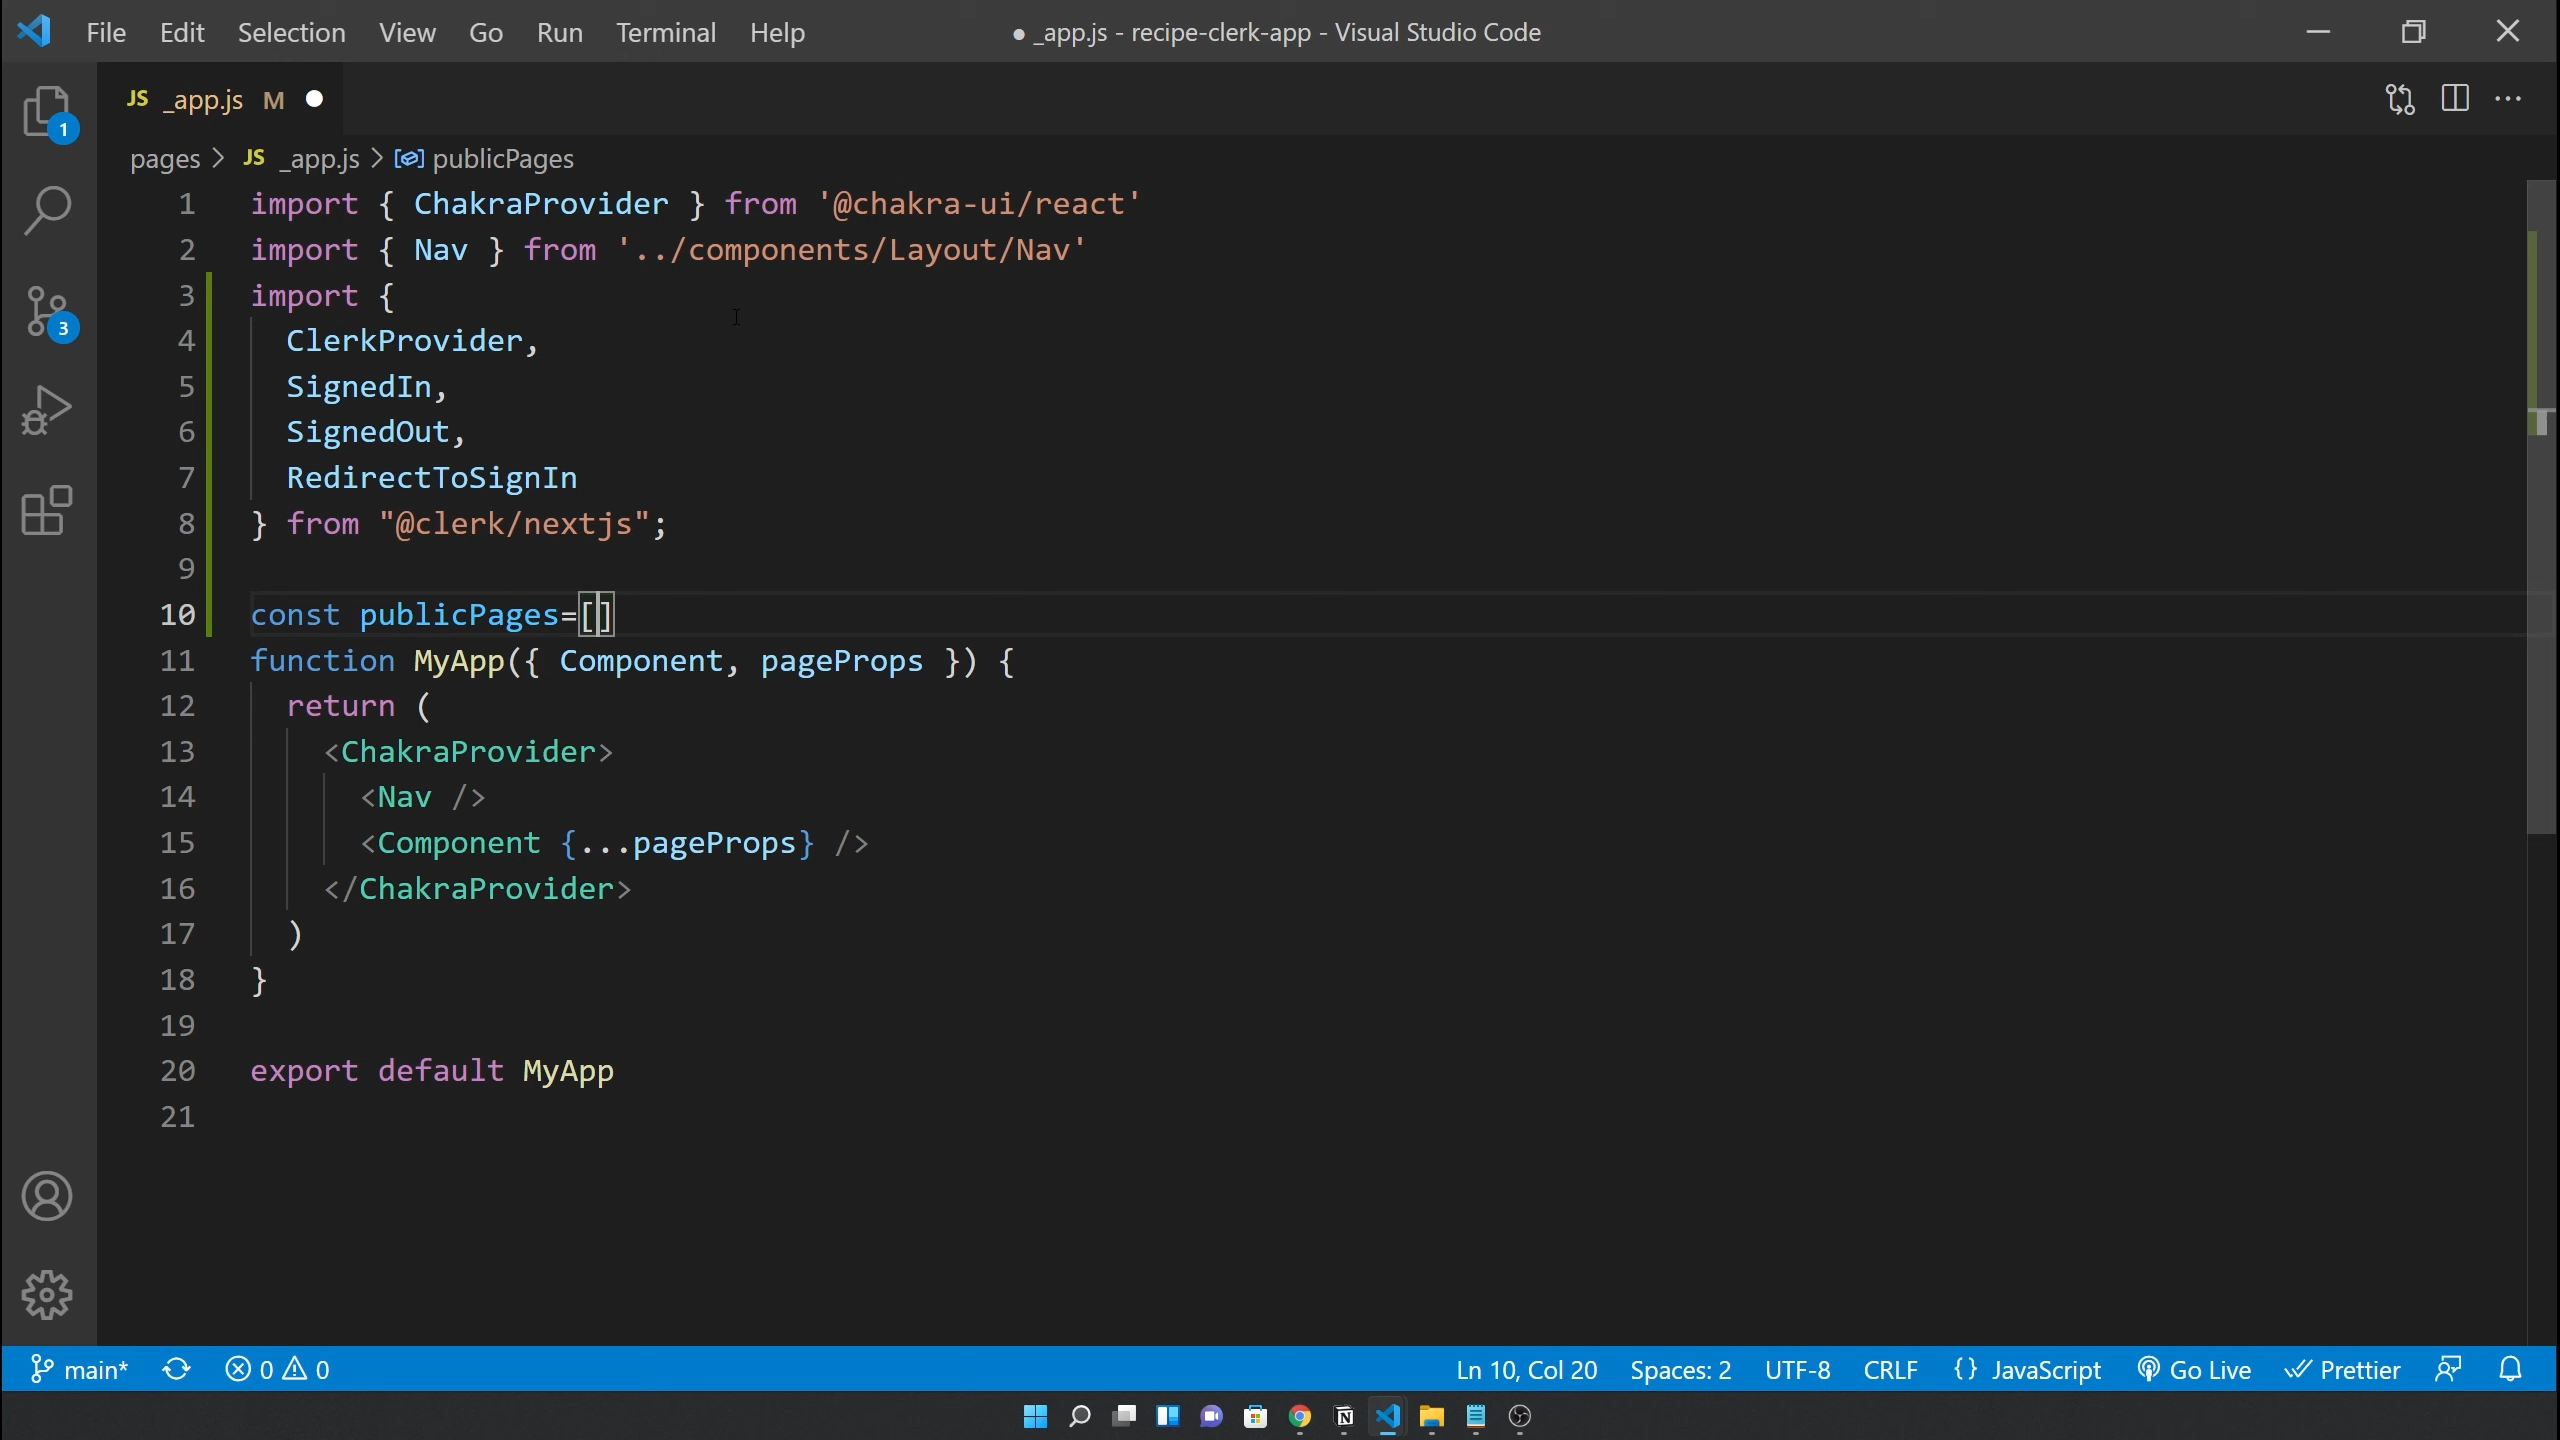 File Edit Selection View Go Run Terminal Help ● _app.js - recipe-clerk-app - Visual Studio Code
1
JS _app.js M
pages > JS _app.js > publicPages
1 import { ChakraProvider } from '@chakra-ui/react'
2 import { Nav } from '../components/Layout/Nav'
3 import {
4 ClerkProvider,
5 SignedIn,
6 SignedOut,
7 RedirectToSignIn
8 } from "@clerk/nextjs";
9
10 const publicPages=[]
11 function MyApp({ Component, pageProps }) {
12 return (
13 <ChakraProvider>
14 <Nav />
15 <Component {...pageProps} />
16 </ChakraProvider>
17 )
18 }
19
20 export default MyApp
21
3
main* 0 0 Ln 10, Col 20 Spaces: 2 UTF-8 CRLF {} JavaScript Go Live Prettier